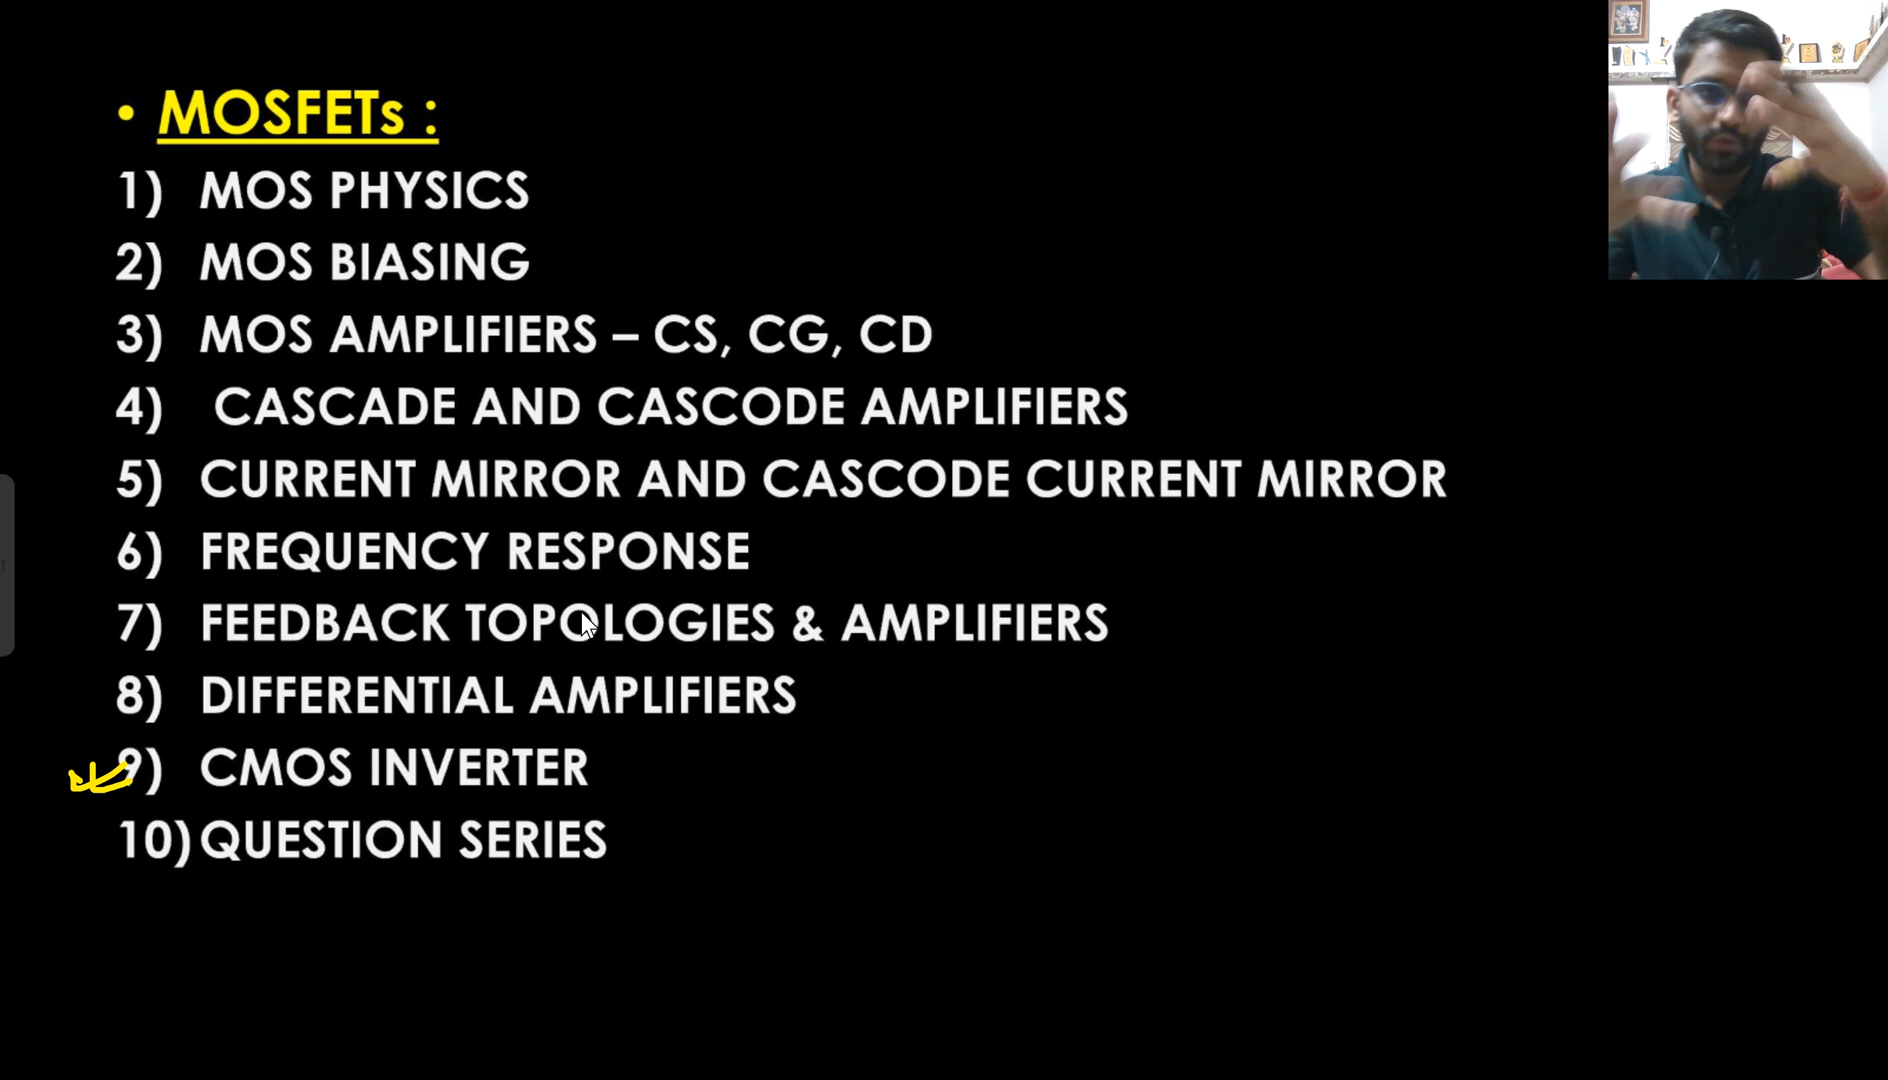 • MOSFETs :
1) MOS PHYSICS
2) MOS BIASING
3) MOS AMPLIFIERS – CS, CG, CD
4) CASCADE AND CASCODE AMPLIFIERS
5) CURRENT MIRROR AND CASCODE CURRENT MIRROR
6) FREQUENCY RESPONSE
7) FEEDBACK TOPOLOGIES & AMPLIFIERS
8) DIFFERENTIAL AMPLIFIERS
9) CMOS INVERTER
10) QUESTION SERIES